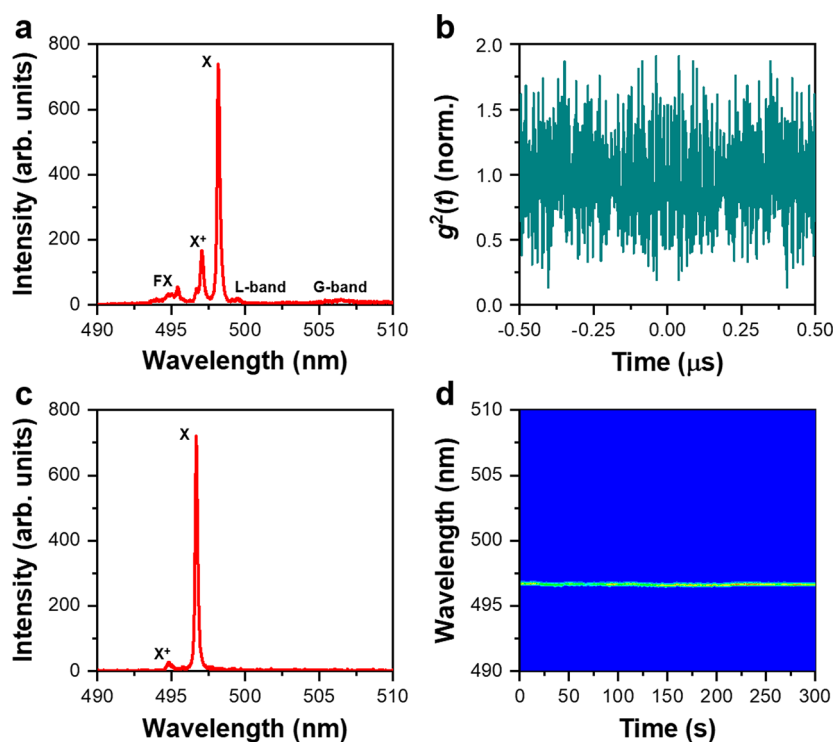 a
Intensity (arb. units)
800
600
400
200
0
X
X⁺
FX
L-band
G-band
490 495 500 505 510
Wavelength (nm)
b
g²(t) (norm.)
2.0
1.5
1.0
0.5
0.0
-0.50 -0.25 0.00 0.25 0.50
Time (μs)
c
Intensity (arb. units)
800
600
400
200
0
X
X⁺
490 495 500 505 510
Wavelength (nm)
d
Wavelength (nm)
510
505
500
495
490
0 50 100 150 200 250 300
Time (s)